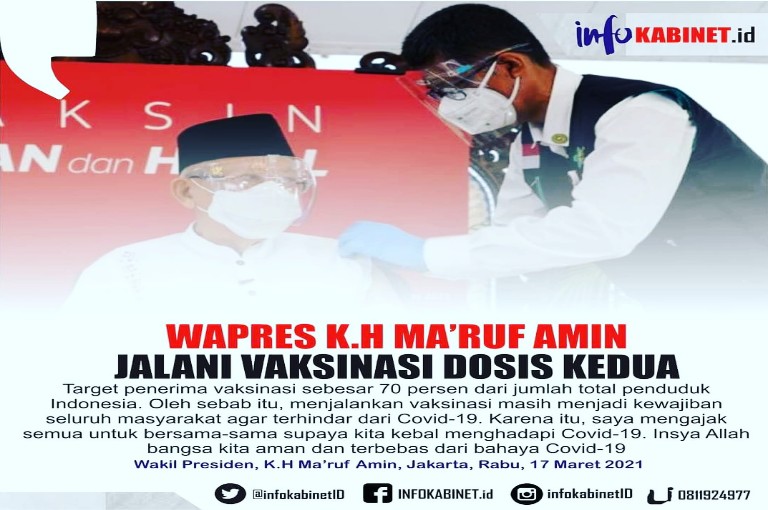 info KABINET.id
AKSIN
AN dan H L
WAPRES K.H MA'RUF AMIN
JALANI VAKSINASI DOSIS KEDUA
Target penerima vaksinasi sebesar 70 persen dari jumlah total penduduk
Indonesia. Oleh sebab itu, menjalankan vaksinasi masih menjadi kewajiban
seluruh masyarakat agar terhindar dari Covid-19. Karena itu, saya mengajak
semua untuk bersama-sama supaya kita kebal menghadapi Covid-19. Insya Allah
bangsa kita aman dan terbebas dari bahaya Covid-19
Wakil Presiden, K.H Ma'ruf Amin, Jakarta, Rabu, 17 Maret 2021
@infokabinetID INFOKABINET.id infokabinetID 0811924977